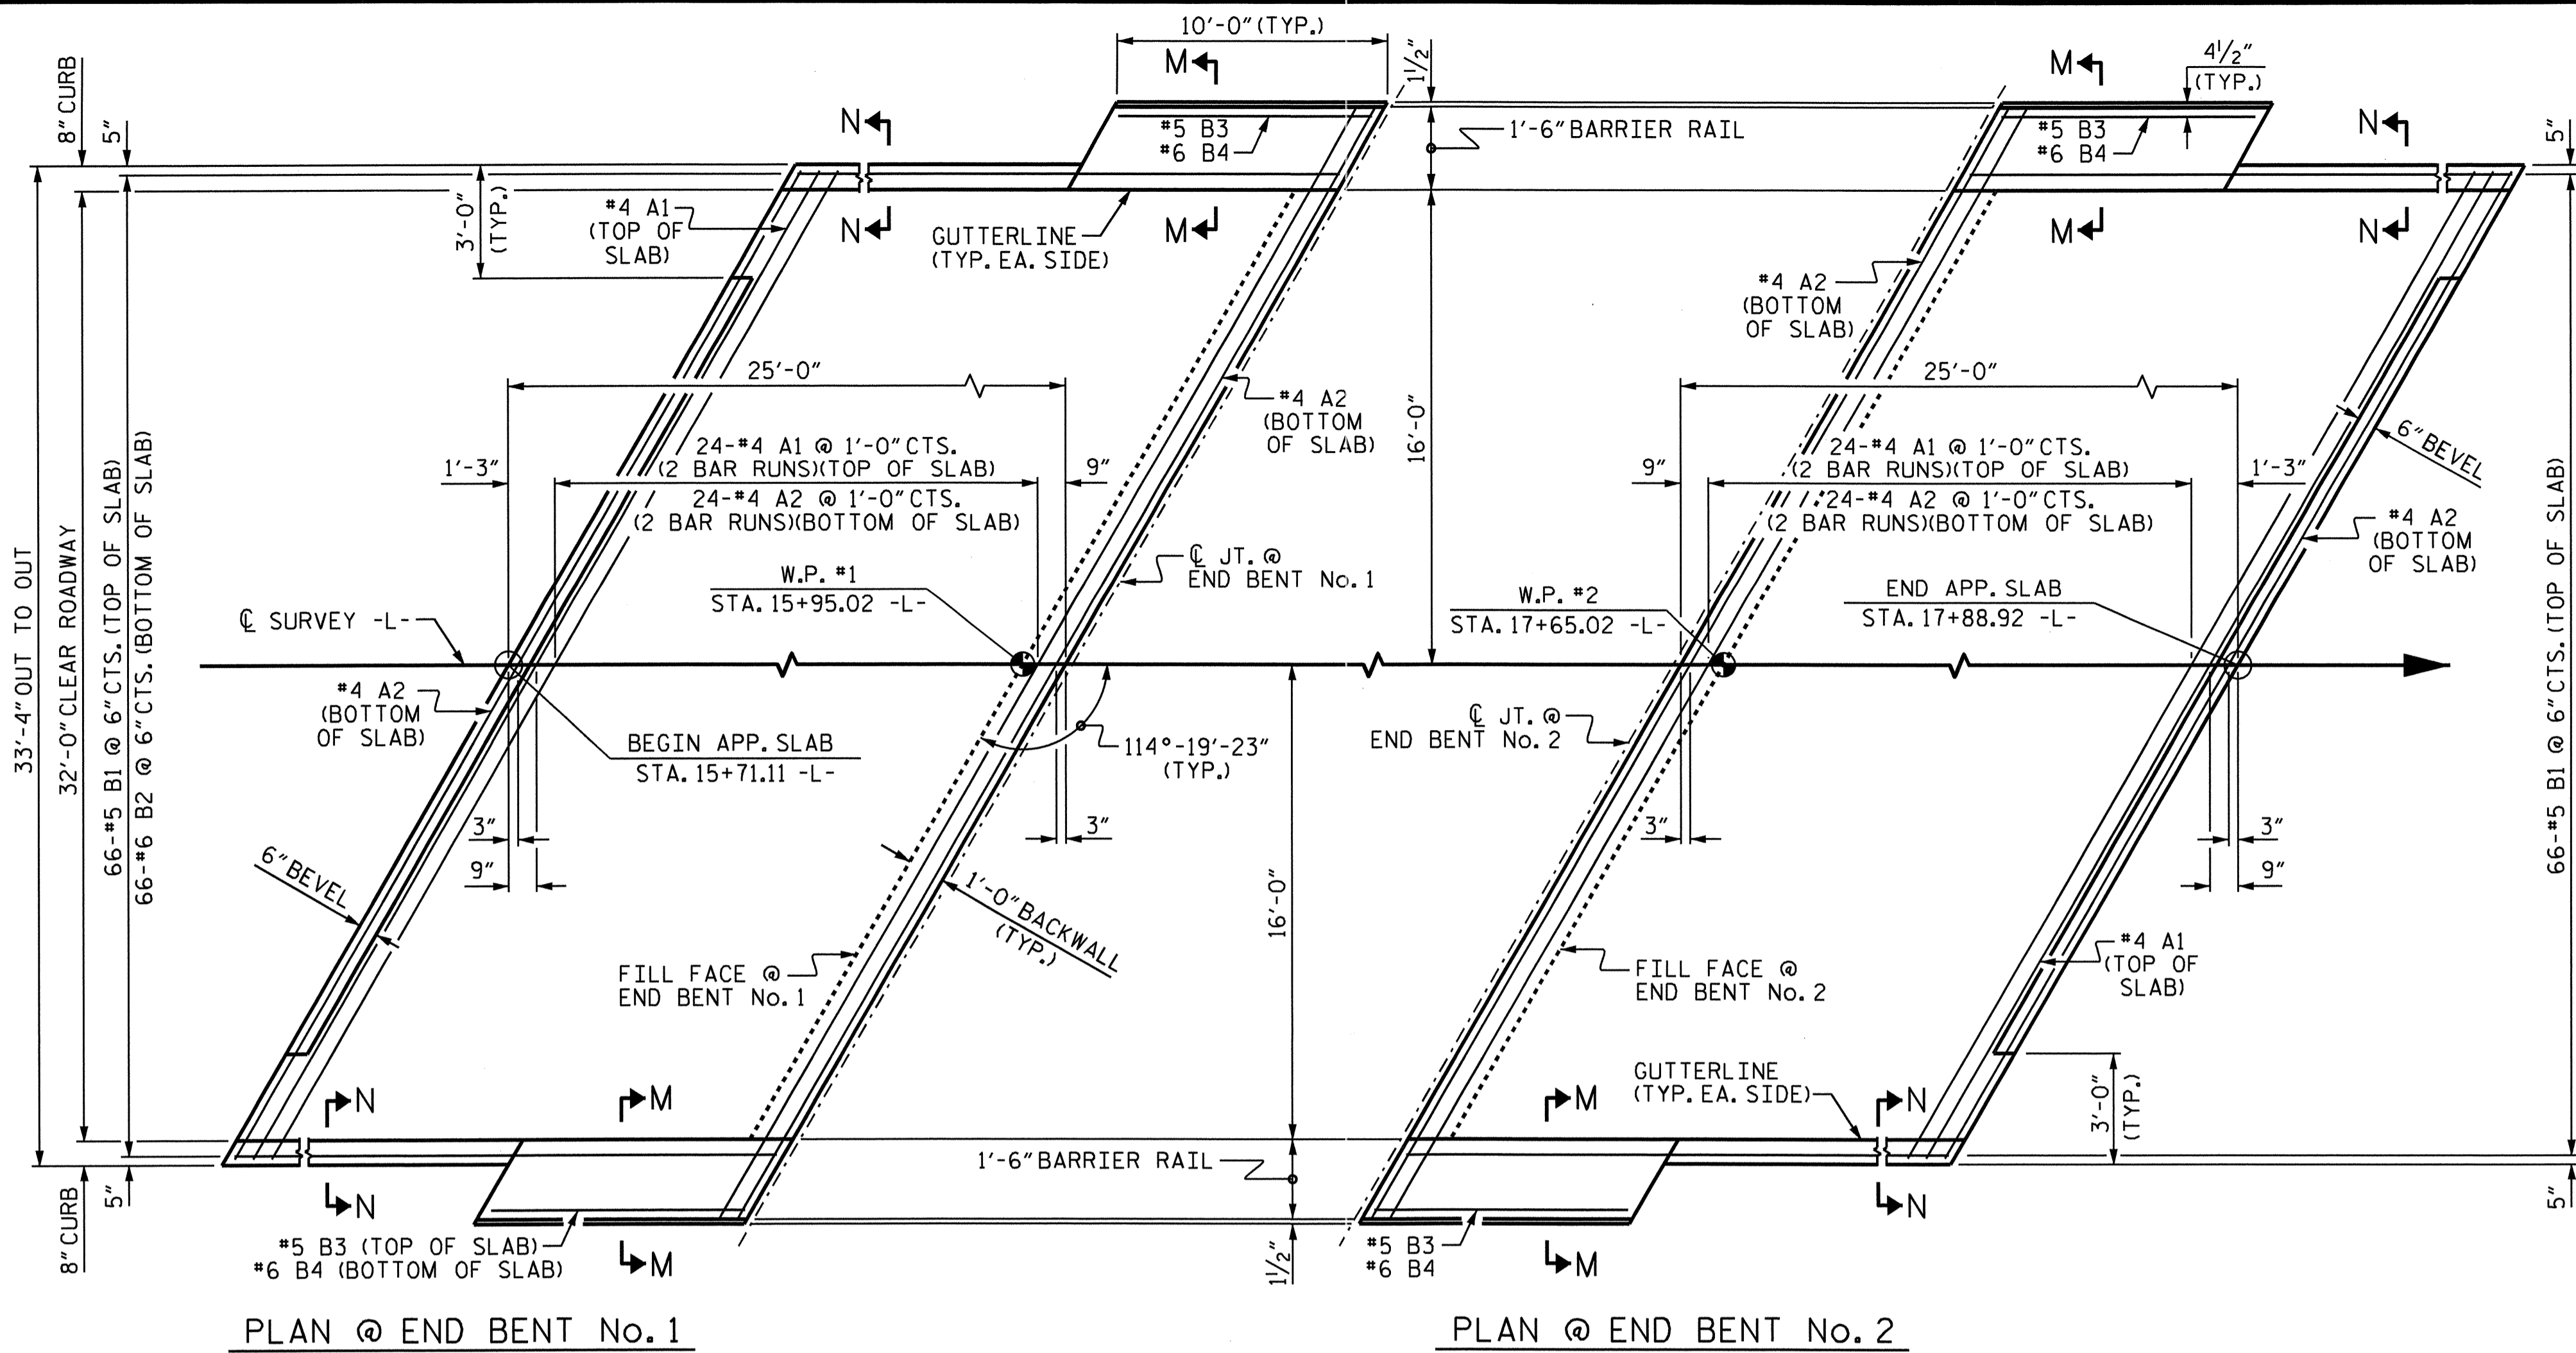 10'-0" (TYP.)
M
1 1/2"
M
4 1/2"
(TYP.)
8" CURB
5"
N
#5 B3
#6 B4
1'-6" BARRIER RAIL
#5 B3
#6 B4
N
5"
3'-0"
(TYP.)
#4 A1
(TOP OF
SLAB)
N
GUTTERLINE
(TYP. EA. SIDE)
M
M
N
#4 A2
(BOTTOM
OF SLAB)
25'-0"
#4 A2
(BOTTOM
OF SLAB)
16'-0"
25'-0"
6" BEVEL
1'-3"
24-#4 A1 @ 1'-0" CTS.
(2 BAR RUNS)(TOP OF SLAB)
24-#4 A2 @ 1'-0" CTS.
(2 BAR RUNS)(BOTTOM OF SLAB)
9"
9"
24-#4 A1 @ 1'-0" CTS.
(2 BAR RUNS)(TOP OF SLAB)
24-#4 A2 @ 1'-0" CTS.
(2 BAR RUNS)(BOTTOM OF SLAB)
1'-3"
#4 A2
(BOTTOM
OF SLAB)
33'-4" OUT TO OUT
32'-0" CLEAR ROADWAY
66-#5 B1 @ 6" CTS. (TOP OF SLAB)
66-#6 B2 @ 6" CTS. (BOTTOM OF SLAB)
66-#5 B1 @ 6" CTS. (TOP OF SLAB)
℄ JT. @
END BENT No. 1
W.P. #1
STA. 15+95.02 -L-
W.P. #2
STA. 17+65.02 -L-
END APP. SLAB
STA. 17+88.92 -L-
℄ SURVEY -L-
#4 A2
(BOTTOM
OF SLAB)
BEGIN APP. SLAB
STA. 15+71.11 -L-
114°-19'-23"
(TYP.)
℄ JT. @
END BENT No. 2
3"
9"
3"
3"
3"
9"
6" BEVEL
1'-0" BACKWALL
(TYP.)
16'-0"
FILL FACE @
END BENT No. 1
FILL FACE @
END BENT No. 2
#4 A1
(TOP OF
SLAB)
N
M
M
GUTTERLINE
(TYP. EA. SIDE)
N
3'-0"
(TYP.)
1'-6" BARRIER RAIL
8" CURB
5"
N
M
#5 B3 (TOP OF SLAB)
#6 B4 (BOTTOM OF SLAB)
1 1/2"
#5 B3
#6 B4
M
N
5"
PLAN @ END BENT No. 1
PLAN @ END BENT No. 2